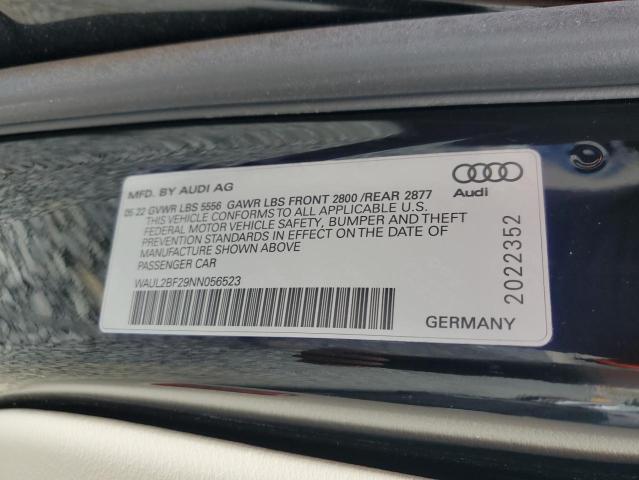 MFD. BY AUDI AG
05 22 GVWR LBS 5556 GAWR LBS FRONT 2800 /REAR 2877
THIS VEHICLE CONFORMS TO ALL APPLICABLE U.S.
FEDERAL MOTOR VEHICLE SAFETY, BUMPER AND THEFT
PREVENTION STANDARDS IN EFFECT ON THE DATE OF
MANUFACTURE SHOWN ABOVE
PASSENGER CAR
WAUL2BF29NN056523
Audi
2022352
GERMANY